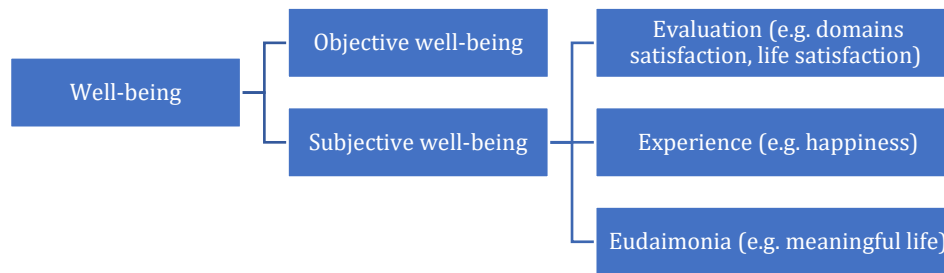 Well-being
Objective well-being
Subjective well-being
Evaluation (e.g. domains
satisfaction, life satisfaction)
Experience (e.g. happiness)
Eudaimonia (e.g. meaningful life)